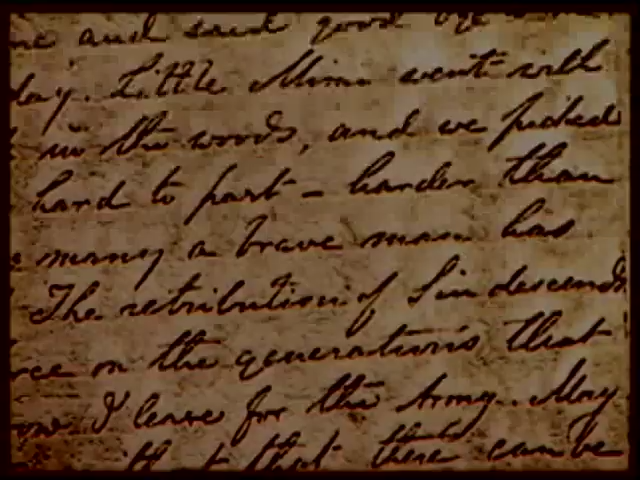 me and said good bye
day. Little Mimi went with
in the woods, and we picked
hard to part - harder than
many a brave man has
The retribution of Sin descends
on the generations that
I leave for the Army. May
that there can be